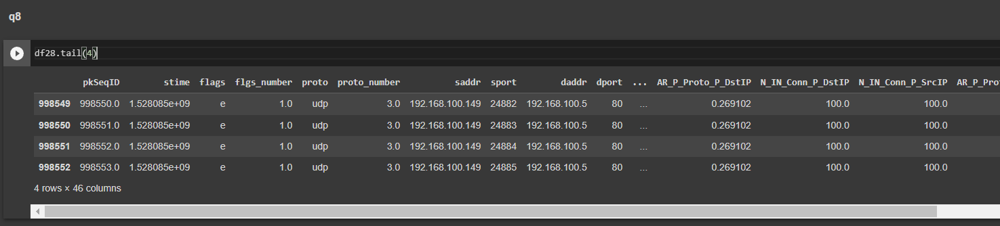 q8
df28.tail(4)
pkSeqID stime flags flgs_number proto proto_number saddr sport daddr dport ... AR_P_Proto_P_DstIP N_IN_Conn_P_DstIP N_IN_Conn_P_SrcIP AR_P_Prot
998549 998550.0 1.528085e+09 e 1.0 udp 3.0 192.168.100.149 24882 192.168.100.5 80 ... 0.269102 100.0 100.0
998550 998551.0 1.528085e+09 e 1.0 udp 3.0 192.168.100.149 24883 192.168.100.5 80 ... 0.269102 100.0 100.0
998551 998552.0 1.528085e+09 e 1.0 udp 3.0 192.168.100.149 24884 192.168.100.5 80 ... 0.269102 100.0 100.0
998552 998553.0 1.528085e+09 e 1.0 udp 3.0 192.168.100.149 24885 192.168.100.5 80 ... 0.269102 100.0 100.0
4 rows × 46 columns